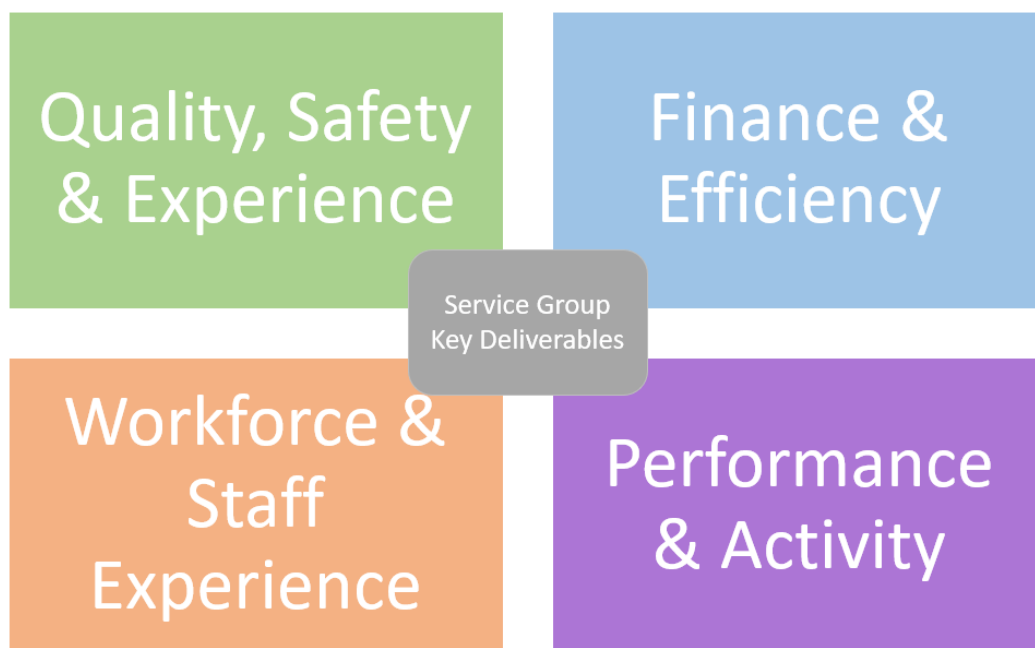 Quality, Safety
& Experience
Finance &
Efficiency
Service Group
Key Deliverables
Workforce &
Staff
Experience
Performance
& Activity